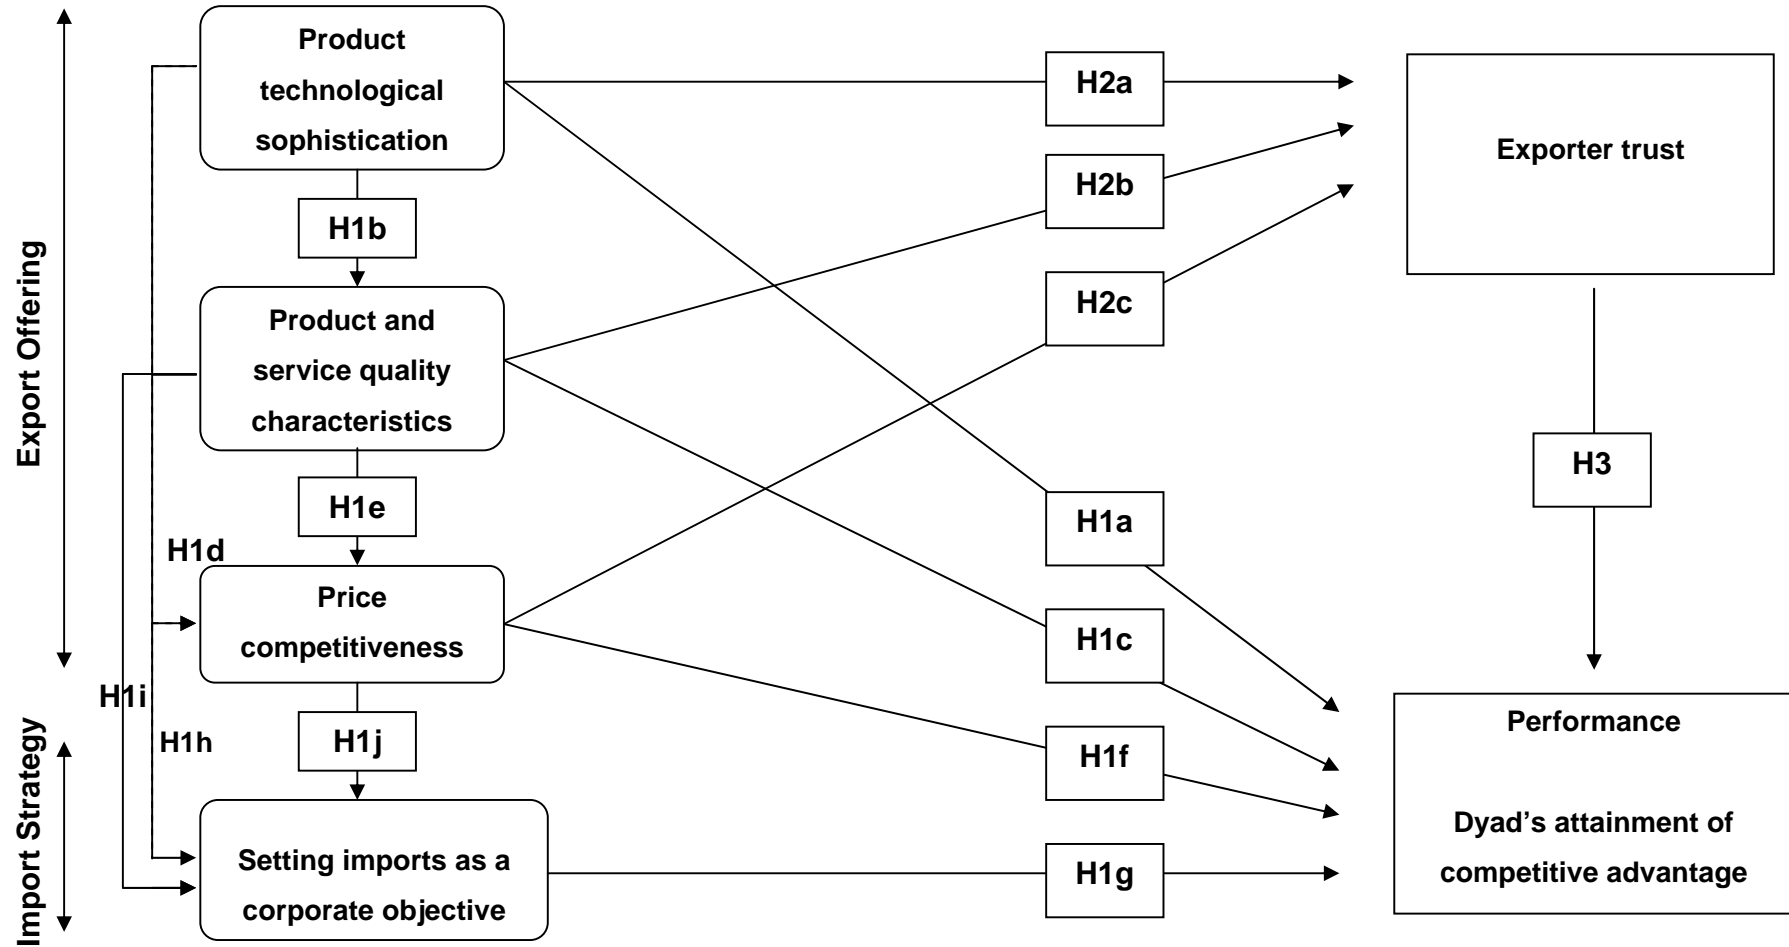 Export Offering
Import Strategy
Product
technological
sophistication
H1b
Product and
service quality
characteristics
H1e
H1d
Price
competitiveness
H1i
H1h
H1j
Setting imports as a
corporate objective
H2a
H2b
H2c
H1a
H1c
H1f
H1g
Exporter trust
H3
Performance
Dyad’s attainment of
competitive advantage